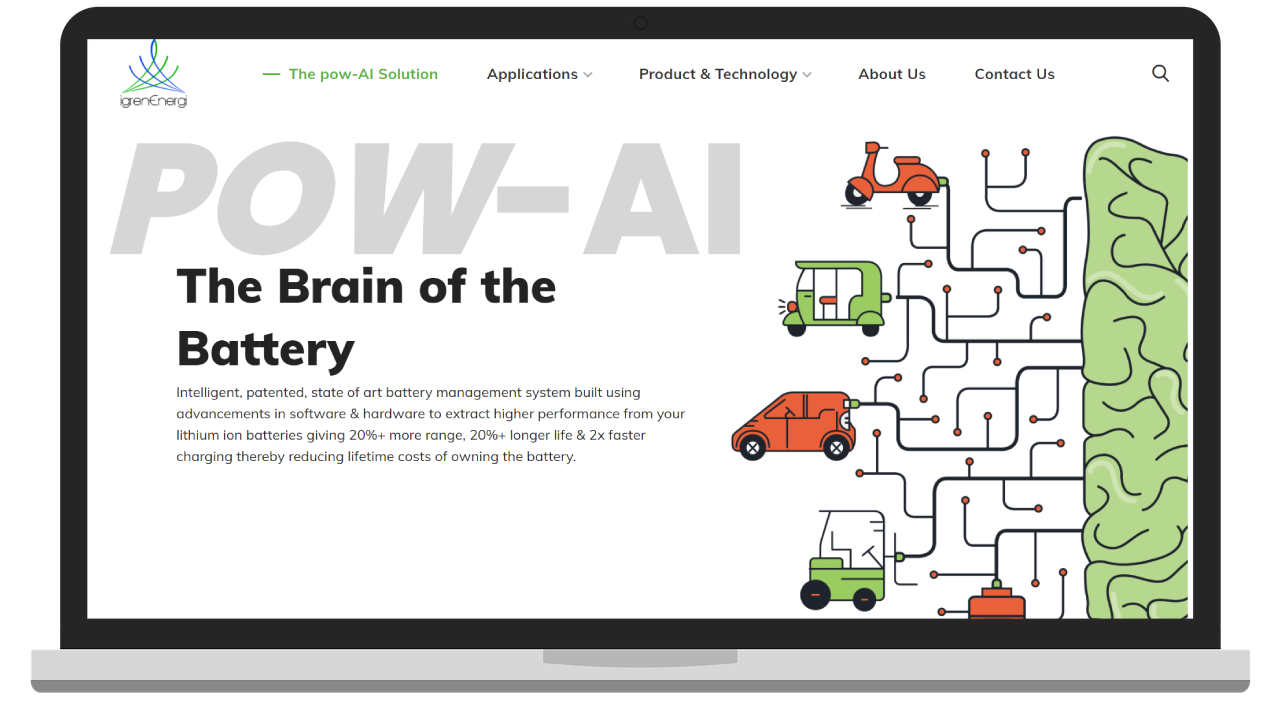 igrenEnergi
The pow-AI Solution
Applications
Product & Technology
About Us
Contact Us
POW-AI
The Brain of the
Battery
Intelligent, patented, state of art battery management system built using
advancements in software & hardware to extract higher performance from your
lithium ion batteries giving 20%+ more range, 20%+ longer life & 2x faster
charging thereby reducing lifetime costs of owning the battery.